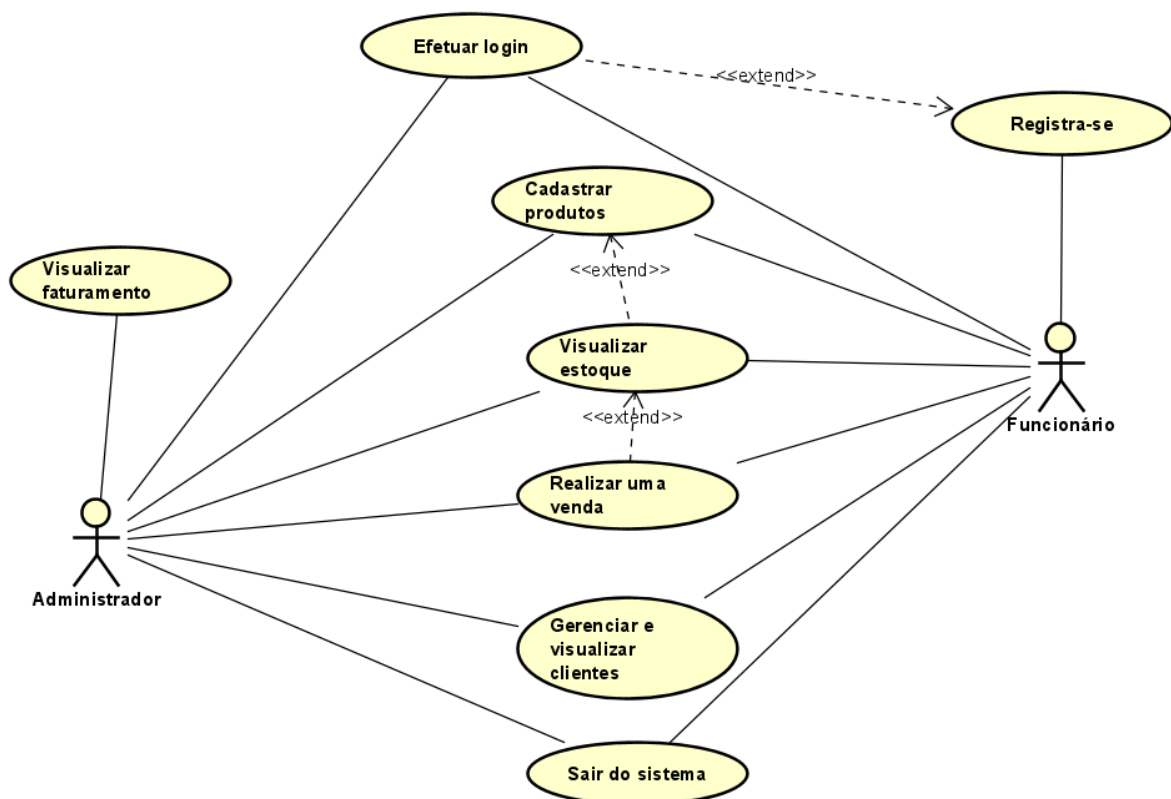 Efetuar login
<<extend>>
Registra-se
Cadastrar
produtos
<<extend>>
Visualizar
faturamento
Visualizar
estoque
<<extend>>
Funcionário
Realizar uma
venda
Administrador
Gerenciar e
visualizar
clientes
Sair do sistema